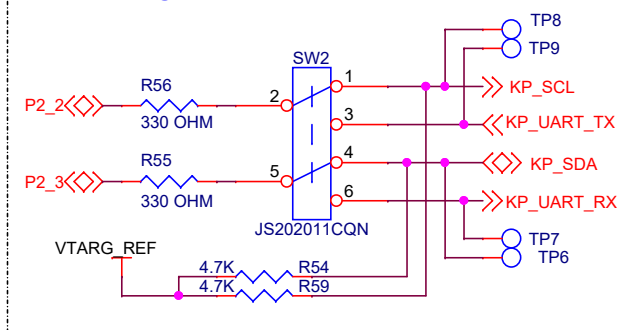 TP8
TP9
SW2
R56
P2_2
330 OHM
2
1
KP_SCL
3
KP_UART_TX
R55
P2_3
330 OHM
5
4
KP_SDA
6
KP_UART_RX
JS202011CQN
VTARG_REF
4.7K
R54
4.7K
R59
TP7
TP6